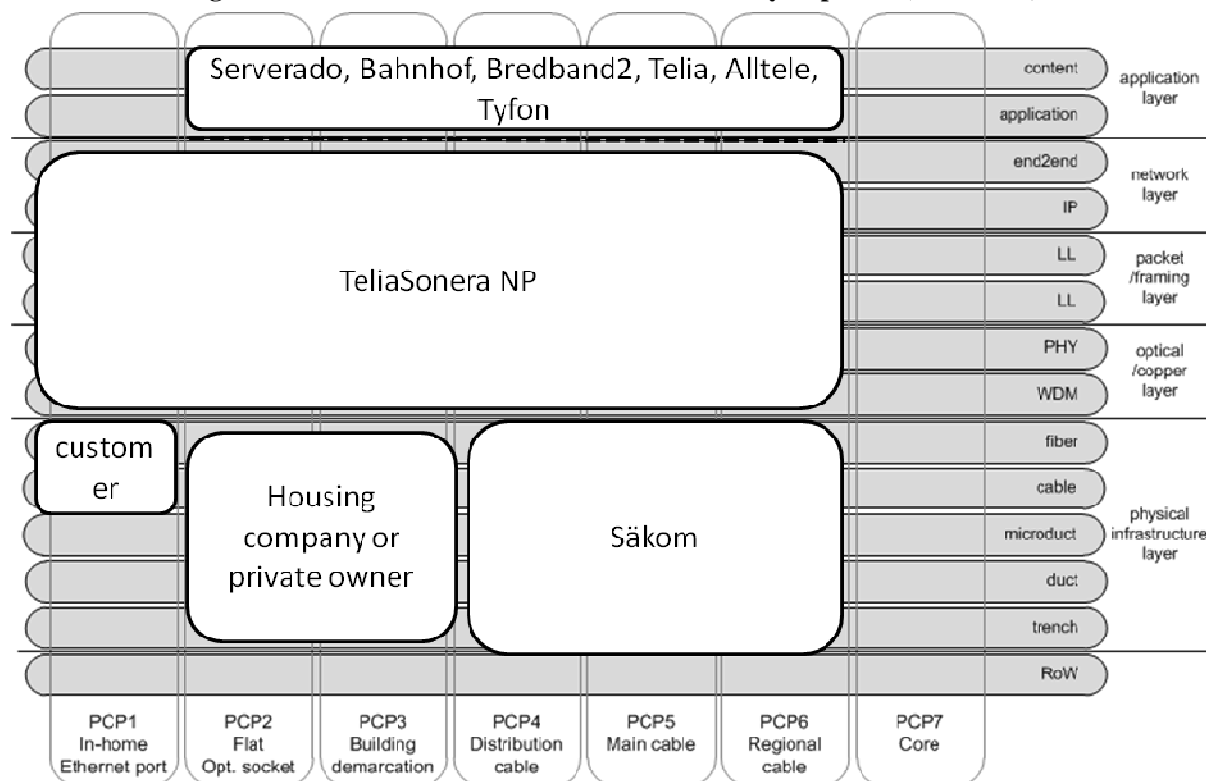 Serverado, Bahnhof, Bredband2, Telia, Alltele,
Tyfon
content
application
application
layer
end2end
IP
network
layer
TeliaSonera NP
LL
LL
packet
/framing
layer
PHY
WDM
optical
/copper
layer
custom
er
Housing
company or
private owner
Säkom
fiber
cable
microduct
duct
trench
physical
infrastructure
layer
RoW
PCP1
In-home
Ethernet port
PCP2
Flat
Opt. socket
PCP3
Building
demarcation
PCP4
Distribution
cable
PCP5
Main cable
PCP6
Regional
cable
PCP7
Core